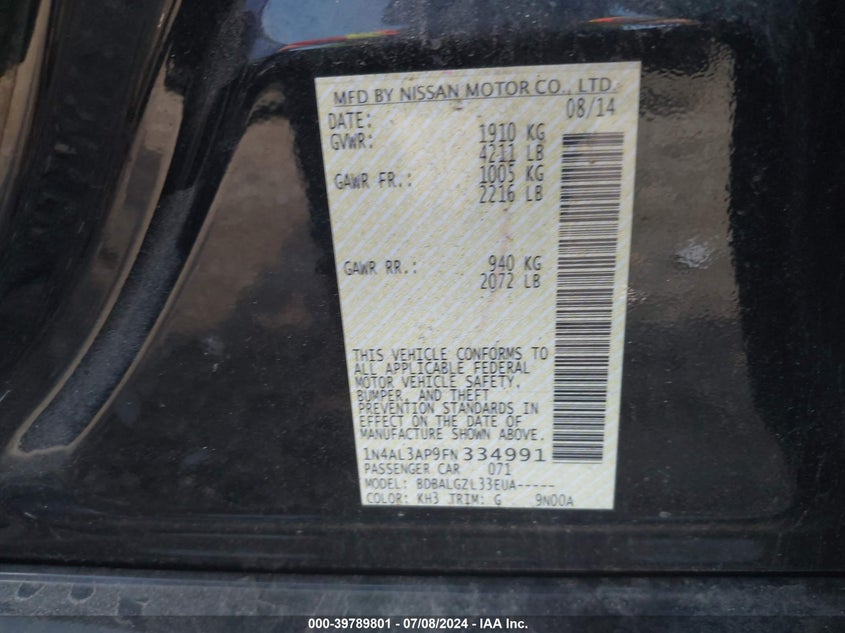 MFD BY NISSAN MOTOR CO., LTD.
DATE: 08/14
GVWR: 1910 KG
4211 LB
GAWR FR.: 1005 KG
2216 LB
GAWR RR.: 940 KG
2072 LB
THIS VEHICLE CONFORMS TO
ALL APPLICABLE FEDERAL
MOTOR VEHICLE SAFETY,
BUMPER, AND THEFT
PREVENTION STANDARDS IN
EFFECT ON THE DATE OF
MANUFACTURE SHOWN ABOVE.
1N4AL3AP9FN 334991
PASSENGER CAR 071
MODEL: BDBALGZL33EUA-----
COLOR: KH3 TRIM: G 9N00A
000-39789801 - 07/08/2024 - IAA Inc.